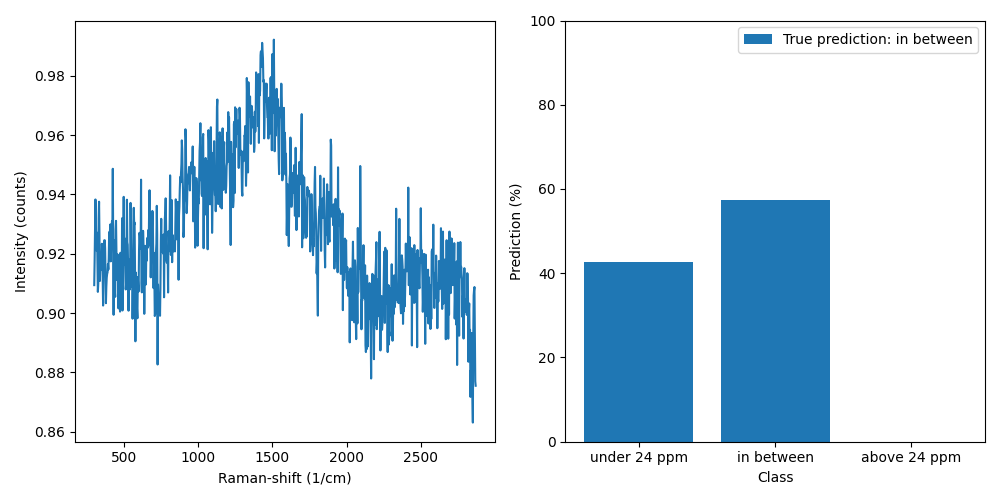 Intensity (counts)
0.98
0.96
0.94
0.92
0.90
0.88
0.86
500
1000
1500
2000
2500
Raman-shift (1/cm)
Prediction (%)
100
80
60
40
20
0
True prediction: in between
under 24 ppm
in between
above 24 ppm
Class